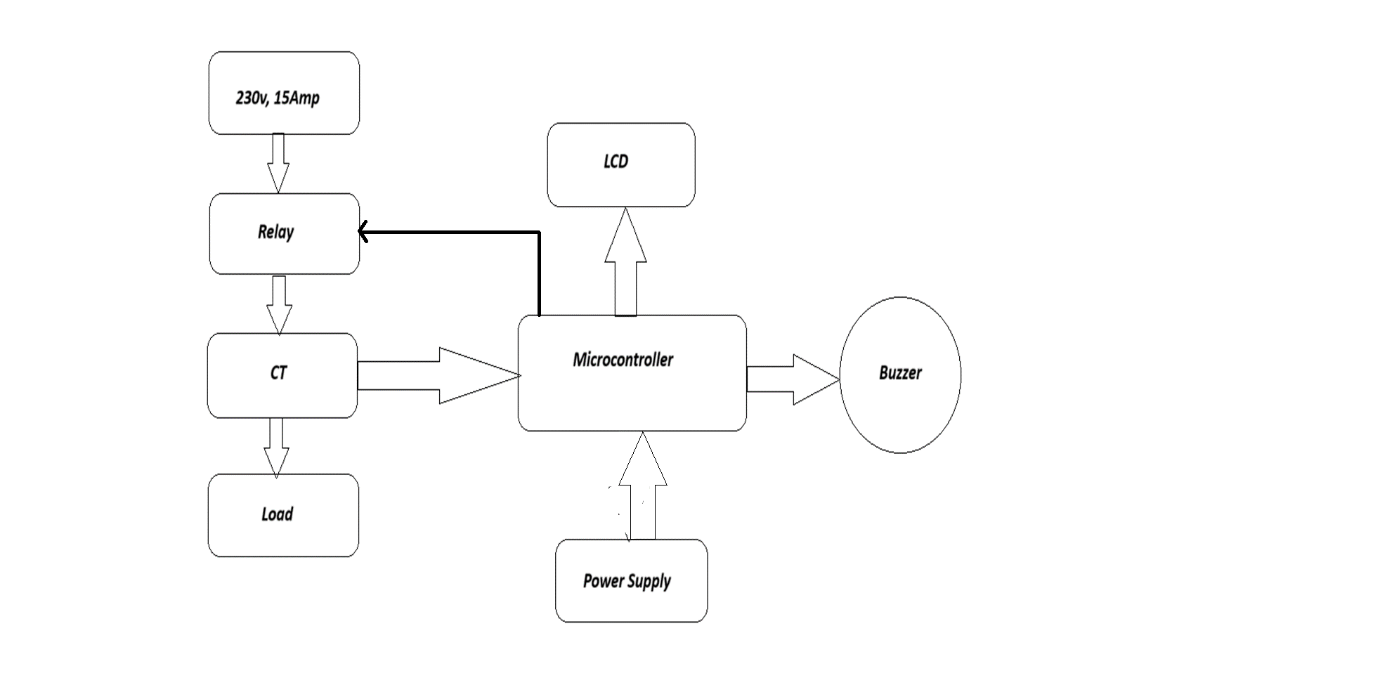 230v, 15Amp
LCD
Relay
Microcontroller
CT
Buzzer
Load
Power Supply